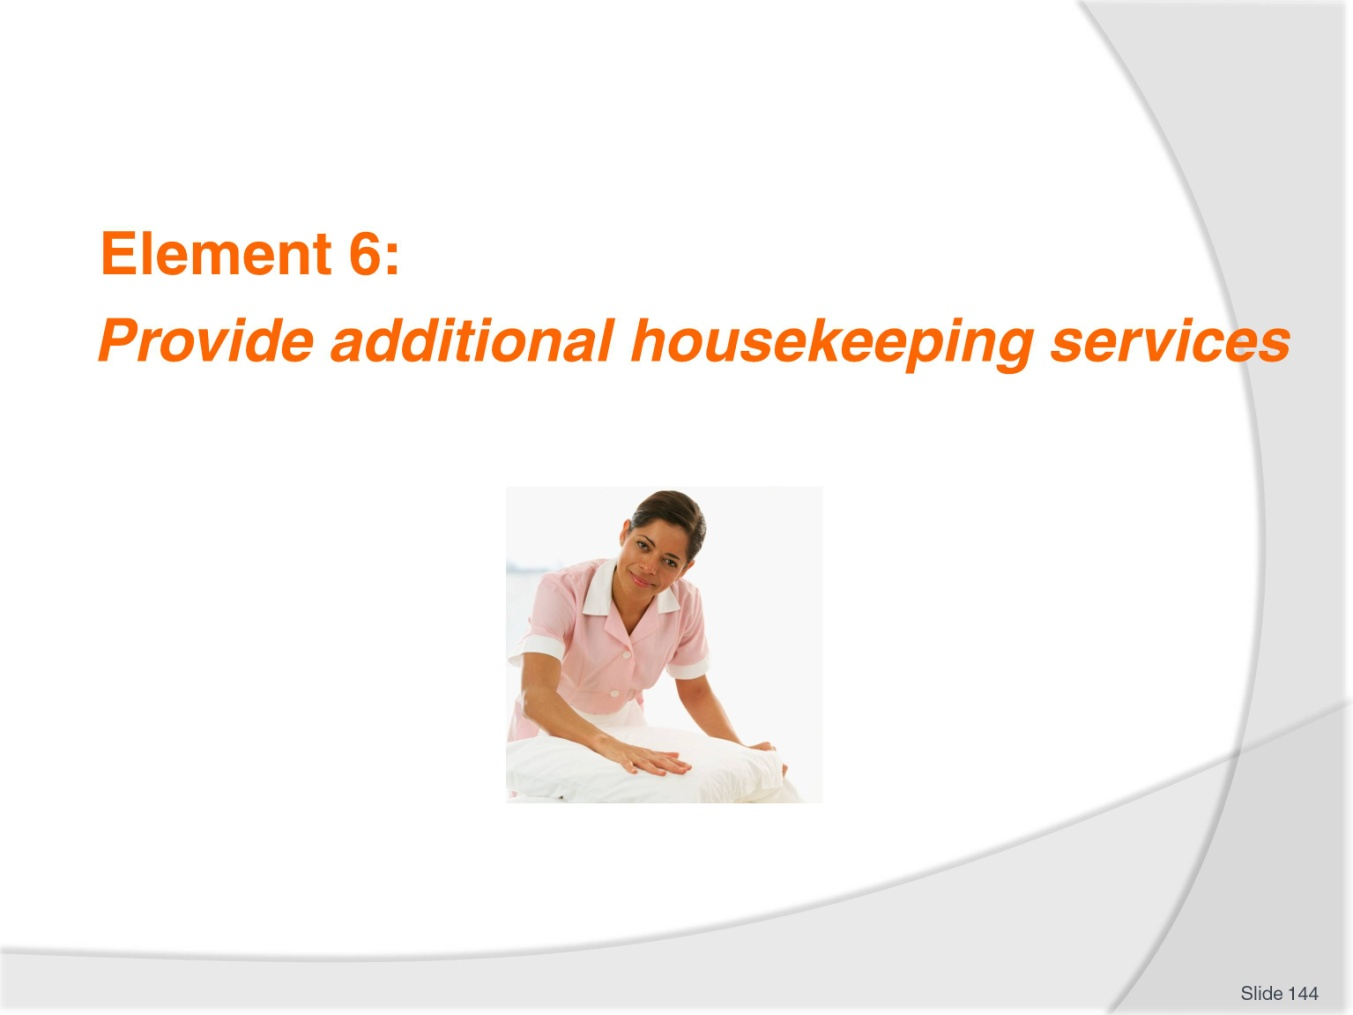 Element 6:
Provide additional housekeeping services
Slide 144